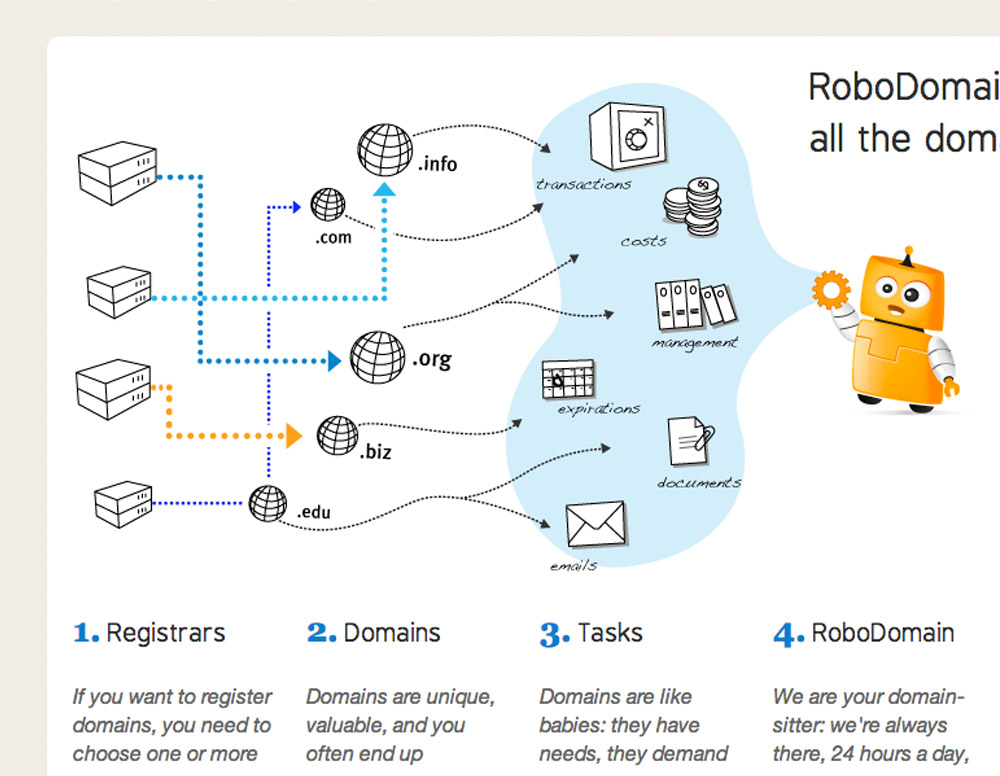 RoboDomai
all the dom
.info
transactions
.com
costs
management
.org
expirations
.biz
documents
.edu
emails
1. Registrars
If you want to register
domains, you need to
choose one or more
2. Domains
Domains are unique,
valuable, and you
often end up
3. Tasks
Domains are like
babies: they have
needs, they demand
4. RoboDomain
We are your domain-
sitter: we're always
there, 24 hours a day,